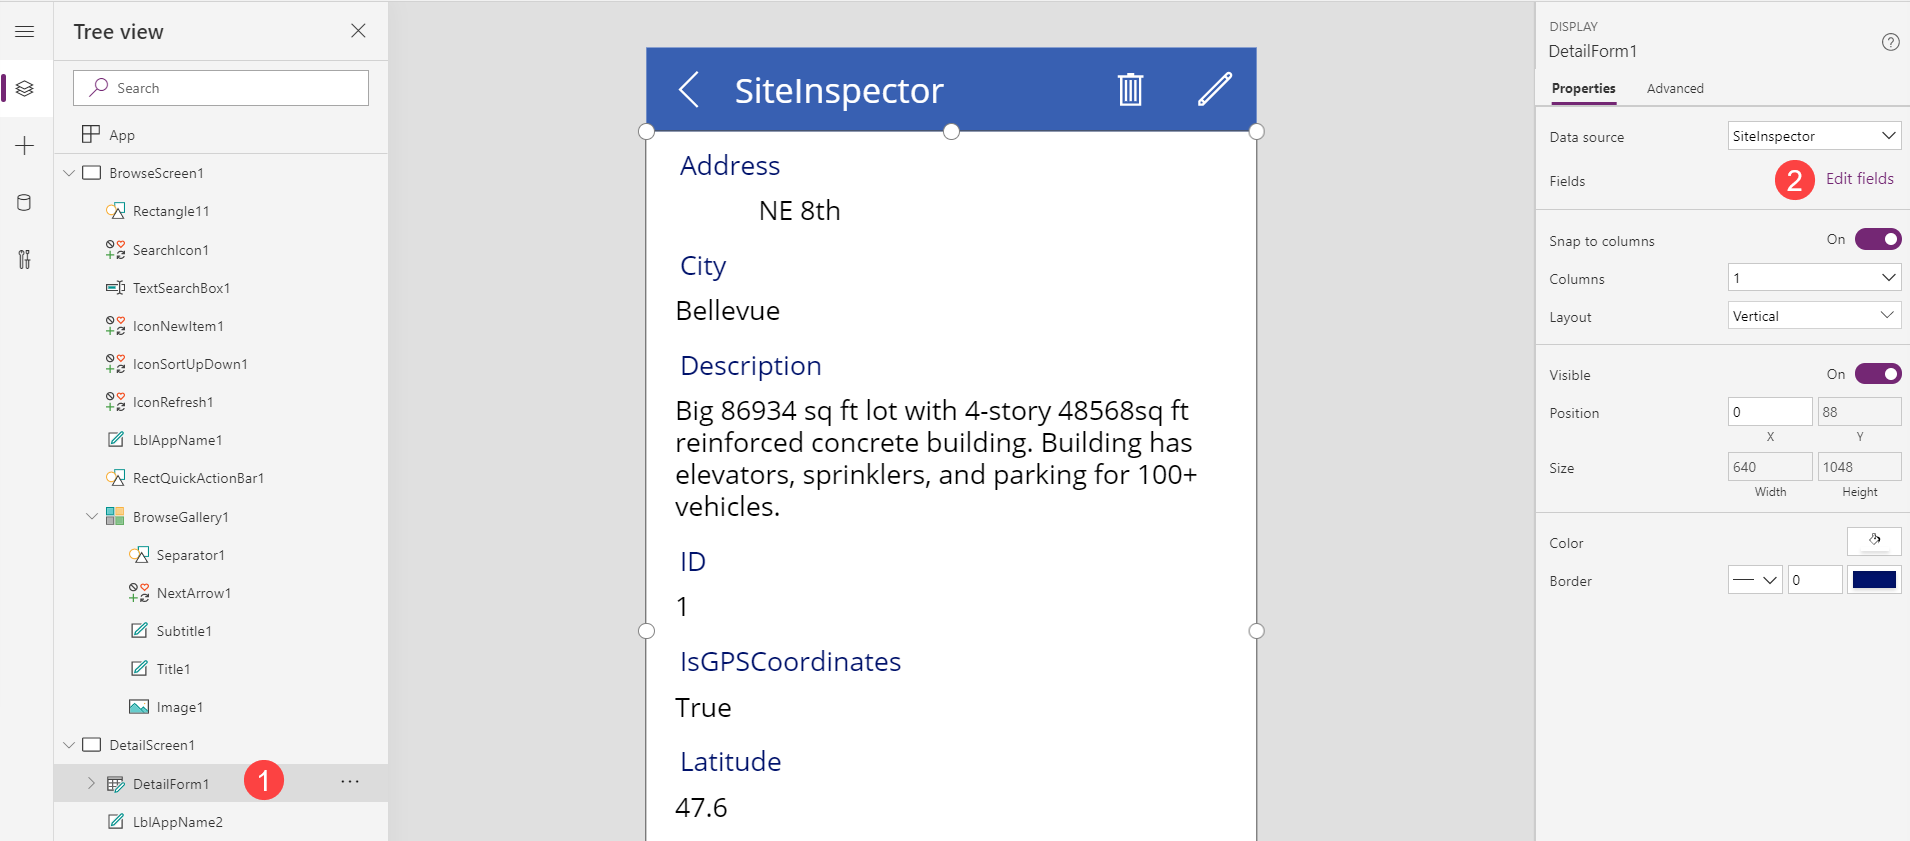 Tree view
Search
App
BrowseScreen1
Rectangle11
SearchIcon1
TextSearchBox1
IconNewItem1
IconSortUpDown1
IconRefresh1
LblAppName1
RectQuickActionBar1
BrowseGallery1
Separator1
NextArrow1
Subtitle1
Title1
Image1
DetailScreen1
DetailForm1
1
...
LblAppName2
SiteInspector
Address
NE 8th
City
Bellevue
Description
Big 86934 sq ft lot with 4-story 48568sq ft
reinforced concrete building. Building has
elevators, sprinklers, and parking for 100+
vehicles.
ID
1
IsGPSCoordinates
True
Latitude
47.6
DISPLAY
DetailForm1
?
Properties Advanced
Data source SiteInspector
Fields 2 Edit fields
Snap to columns On
Columns 1
Layout Vertical
Visible On
Position 0 88
X Y
Size 640 1048
Width Height
Color
Border 0